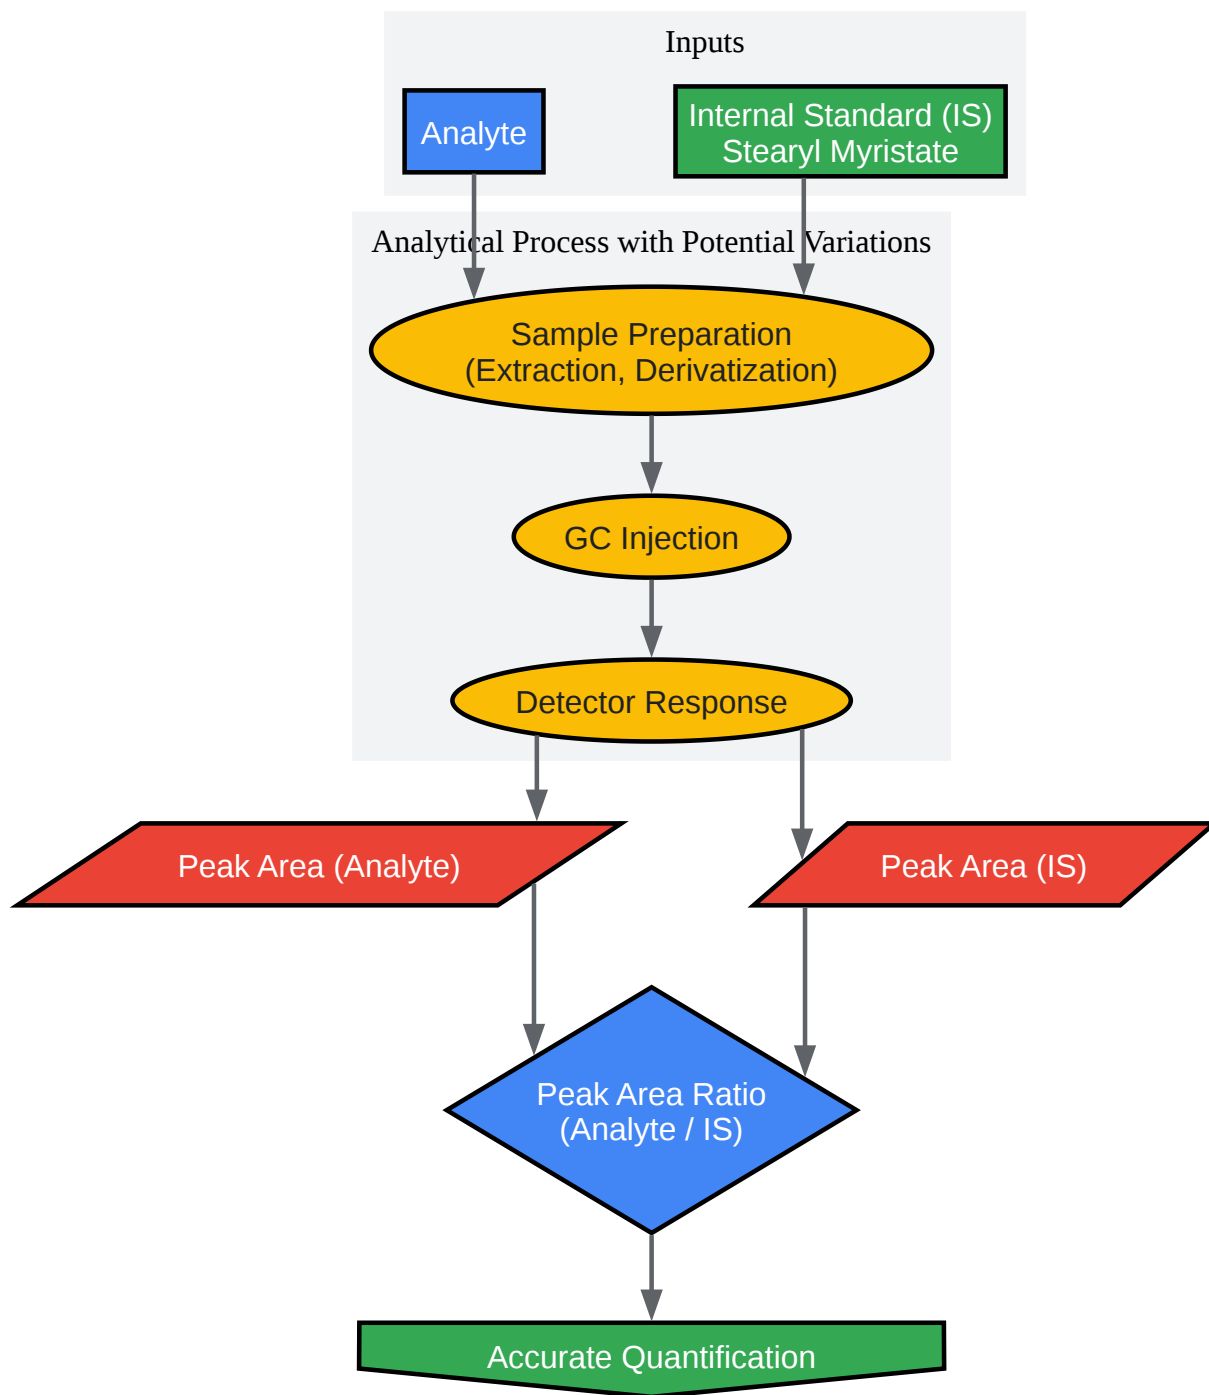 Inputs
Analyte
Internal Standard (IS)
Stearyl Myristate
Analytical Process with Potential Variations
Sample Preparation
(Extraction, Derivatization)
GC Injection
Detector Response
Peak Area (Analyte)
Peak Area (IS)
Peak Area Ratio
(Analyte / IS)
Accurate Quantification